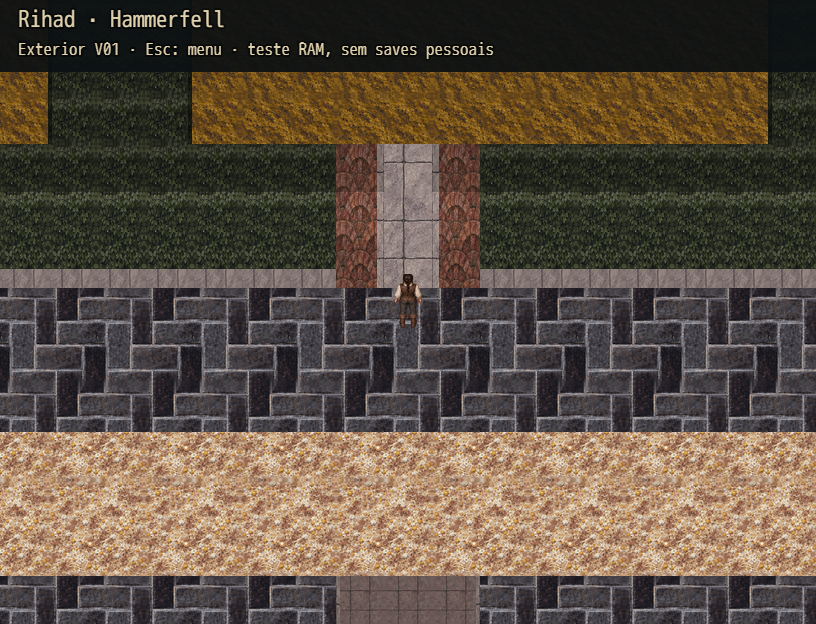 Rihad · Hammerfell
Exterior V01 · Esc: menu · teste RAM, sem saves pessoais